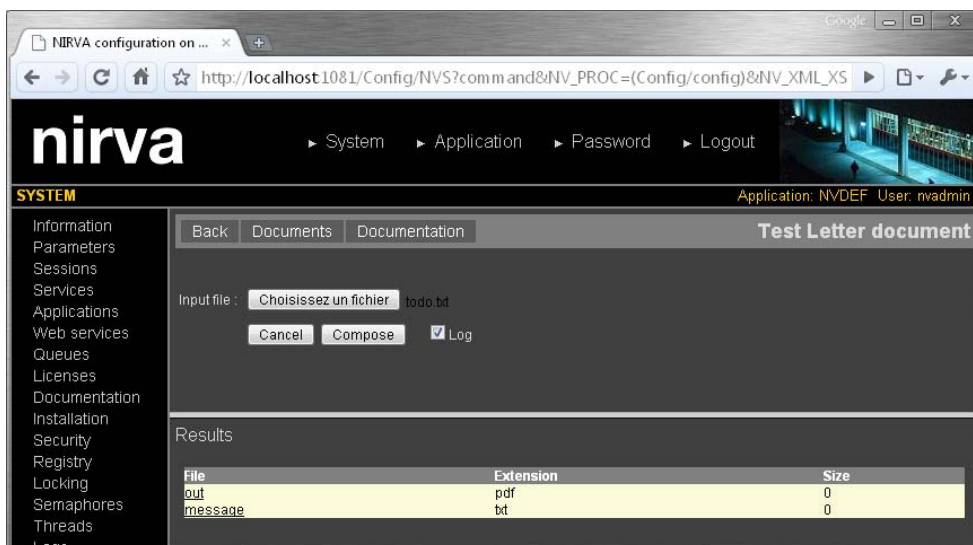 Google
NIRVA configuration on ...
http://localhost:1081/Config/NVS?command&NV_PROC=(Config/config)&NV_XML_XS
nirva
System Application Password Logout
SYSTEM
Application: NVDEF User: nvadmin
Information
Parameters
Sessions
Services
Applications
Web services
Queues
Licenses
Documentation
Installation
Security
Registry
Locking
Semaphores
Threads
Back Documents Documentation
Test Letter document
Input file : Choisissez un fichier todo.txt
Cancel Compose Log
Results
File Extension Size
out pdf 0
message txt 0